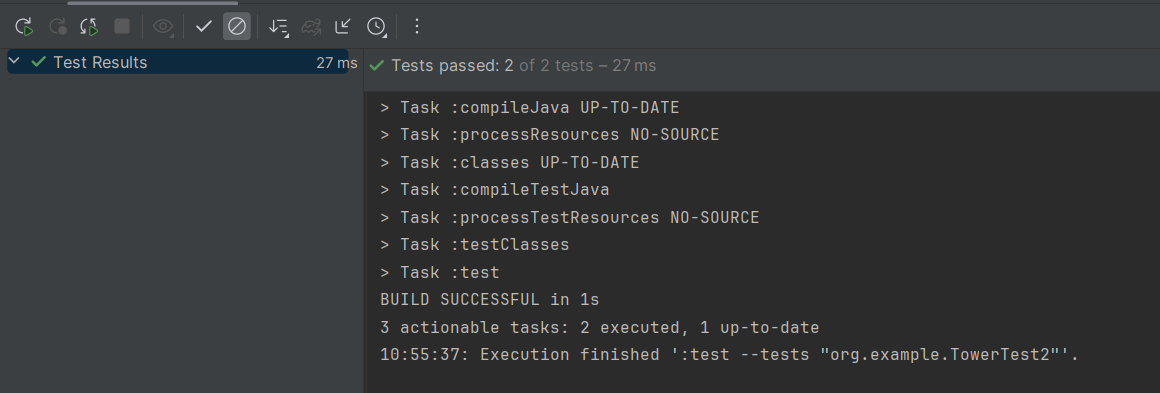 Test Results 27 ms
Tests passed: 2 of 2 tests – 27 ms
> Task :compileJava UP-TO-DATE
> Task :processResources NO-SOURCE
> Task :classes UP-TO-DATE
> Task :compileTestJava
> Task :processTestResources NO-SOURCE
> Task :testClasses
> Task :test
BUILD SUCCESSFUL in 1s
3 actionable tasks: 2 executed, 1 up-to-date
10:55:37: Execution finished ':test --tests "org.example.TowerTest2"'.